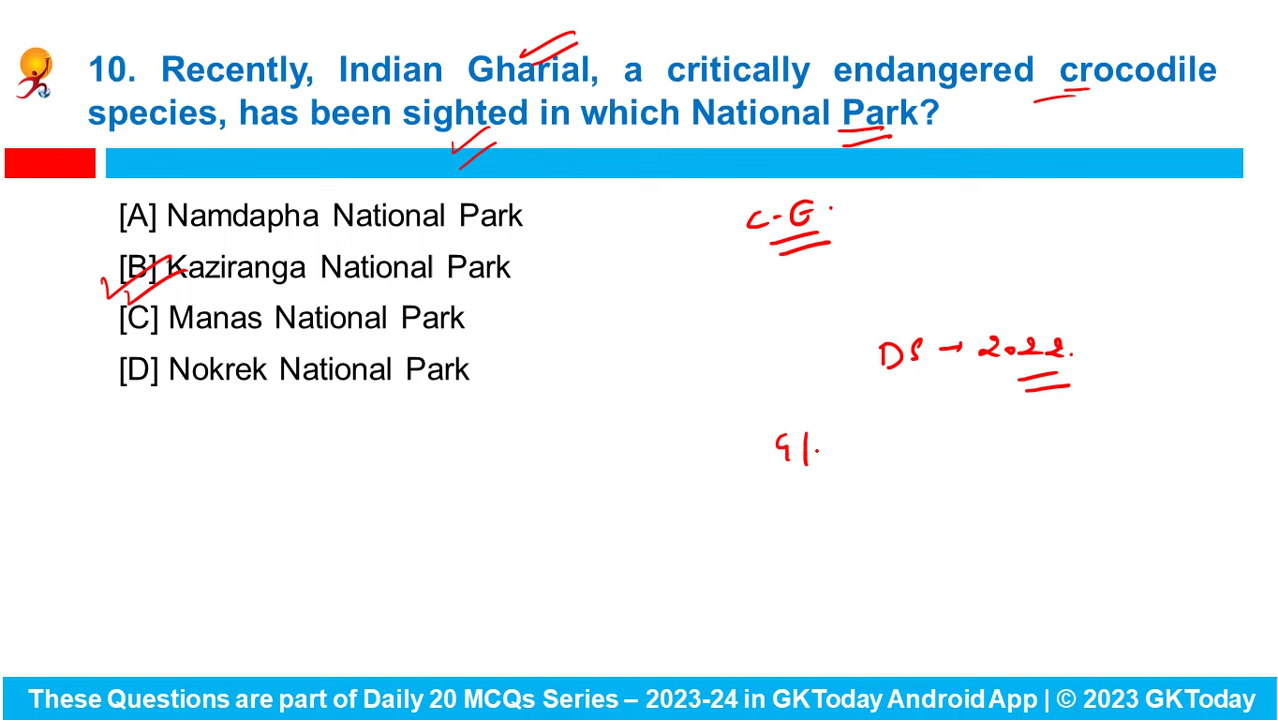 10. Recently, Indian Gharial, a critically endangered crocodile
species, has been sighted in which National Park?
[A] Namdapha National Park
[B] Kaziranga National Park
[C] Manas National Park
[D] Nokrek National Park
C-G.
DS → 2022.
These Questions are part of Daily 20 MCQs Series – 2023-24 in GKToday Android App | © 2023 GKToday